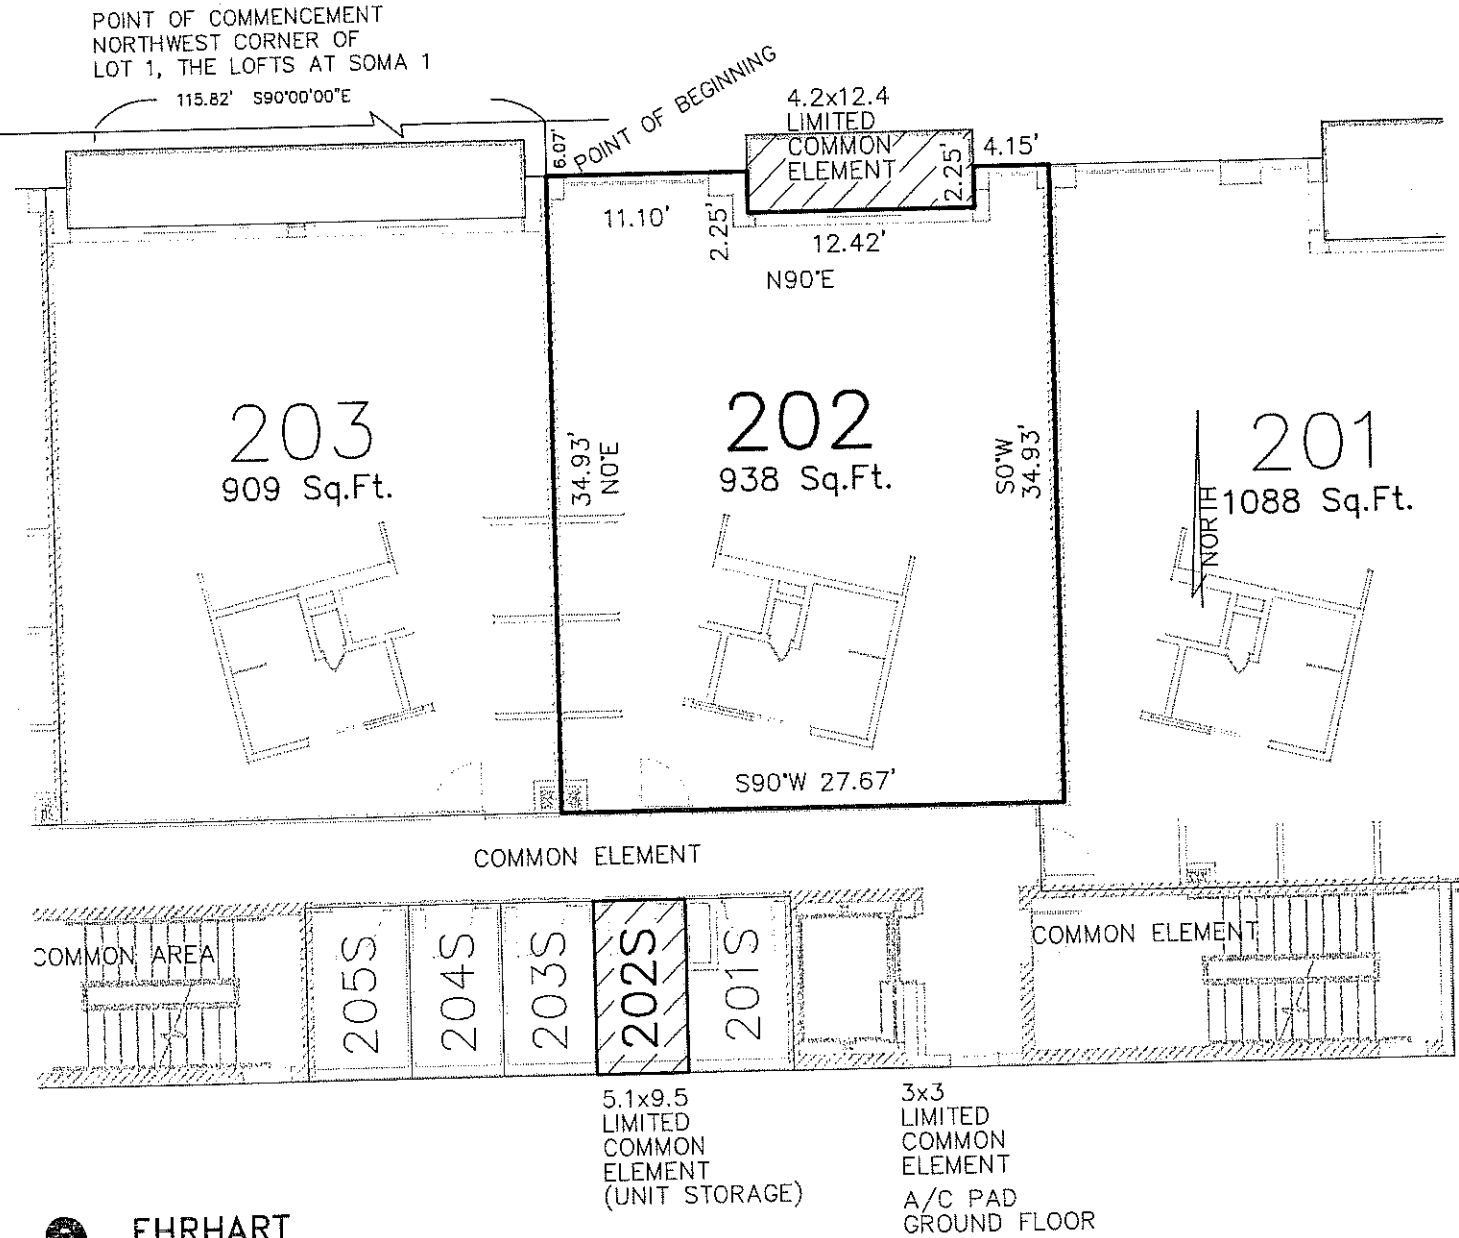 POINT OF COMMENCEMENT
NORTHWEST CORNER OF
LOT 1, THE LOFTS AT SOMA 1
115.82' S90°00'00"E
6.07'
POINT OF BEGINNING
4.2x12.4
LIMITED
COMMON
ELEMENT
2.25'
4.15'
11.10'
2.25'
12.42'
N90°E
203
909 Sq.Ft.
34.93'
N0°E
202
938 Sq.Ft.
S0°W
34.93'
201
1088 Sq.Ft.
NORTH
S90°W 27.67'
COMMON ELEMENT
COMMON AREA
205S
204S
203S
202S
201S
COMMON ELEMENT
5.1x9.5
LIMITED
COMMON
ELEMENT
(UNIT STORAGE)
3x3
LIMITED
COMMON
ELEMENT
A/C PAD
GROUND FLOOR
EHRHART